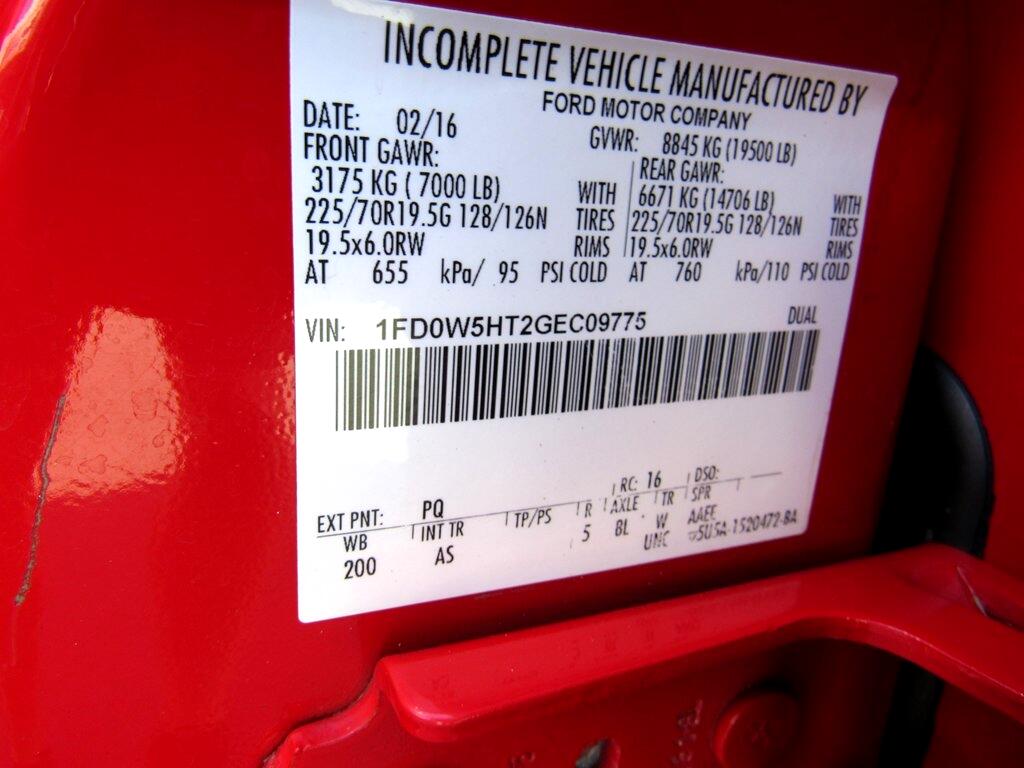 INCOMPLETE VEHICLE MANUFACTURED BY
FORD MOTOR COMPANY
DATE: 02/16 GVWR: 8845 KG (19500 LB)
FRONT GAWR: REAR GAWR:
3175 KG ( 7000 LB) WITH 6671 KG (14706 LB) WITH
225/70R19.5G 128/126N TIRES 225/70R19.5G 128/126N TIRES
19.5x6.0RW RIMS 19.5x6.0RW RIMS
AT 655 kPa/ 95 PSI COLD AT 760 kPa/110 PSI COLD
VIN: 1FD0W5HT2GEC09775 DUAL
EXT PNT: PQ RC: 16 DSO:
WB INT TR TP/PS R AXLE TR SPR
200 AS 5 BL W AAEE
UNC 5U5A-1520472-BA